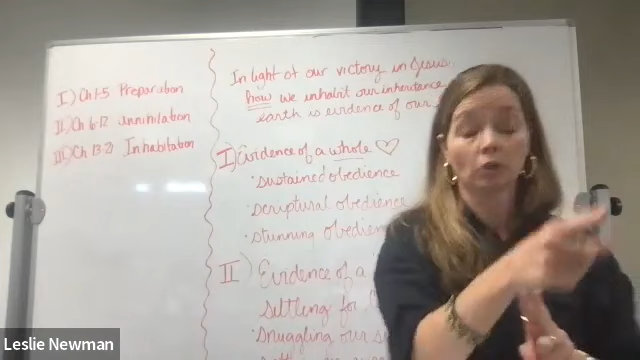 I) Ch 1-5 Preparation
II) Ch 6-12 Annihilation
III) Ch 13-21 Inhabitation
In light of our victory in Jesus,
how we inhabit our inheritance
earth is evidence of our
I) Evidence of a whole ♡
• Sustained obedience
• Scriptural obedience
• Stunning
II) Evidence of a
settling for
• Snuggling our
Leslie Newman